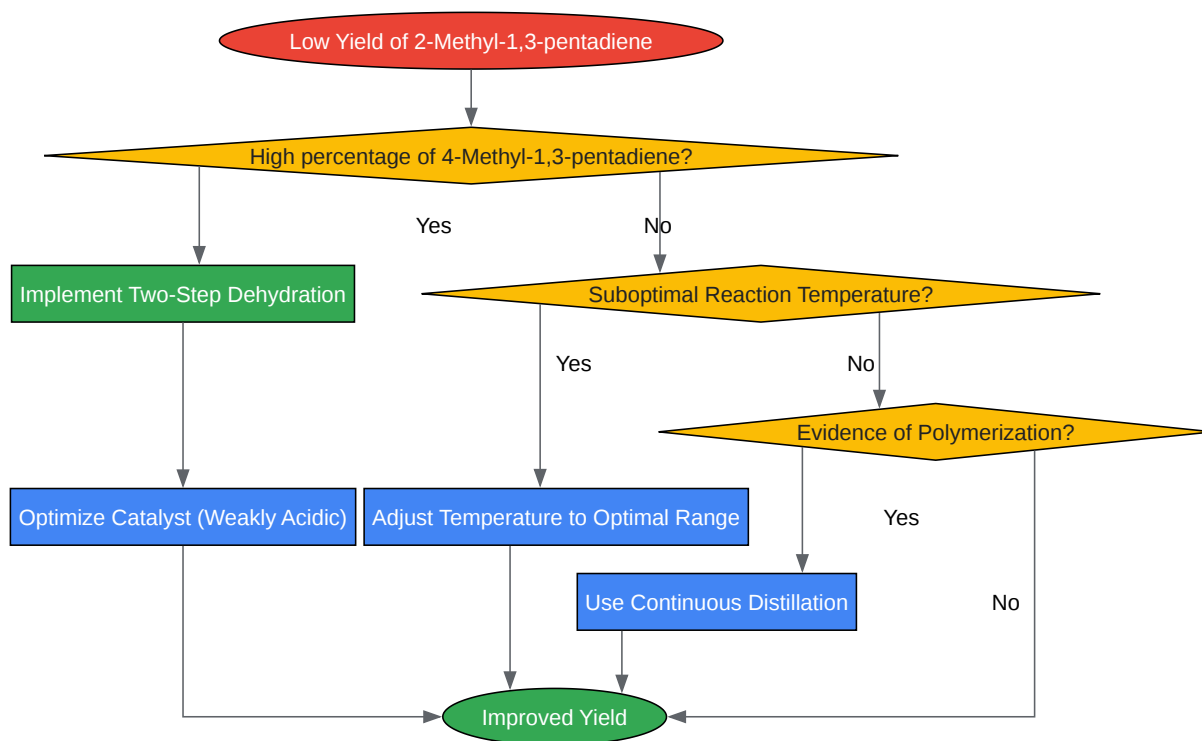 Low Yield of 2-Methyl-1,3-pentadiene
High percentage of 4-Methyl-1,3-pentadiene?
Yes
No
Implement Two-Step Dehydration
Suboptimal Reaction Temperature?
Yes
No
Evidence of Polymerization?
Optimize Catalyst (Weakly Acidic)
Adjust Temperature to Optimal Range
Yes
Use Continuous Distillation
No
Improved Yield